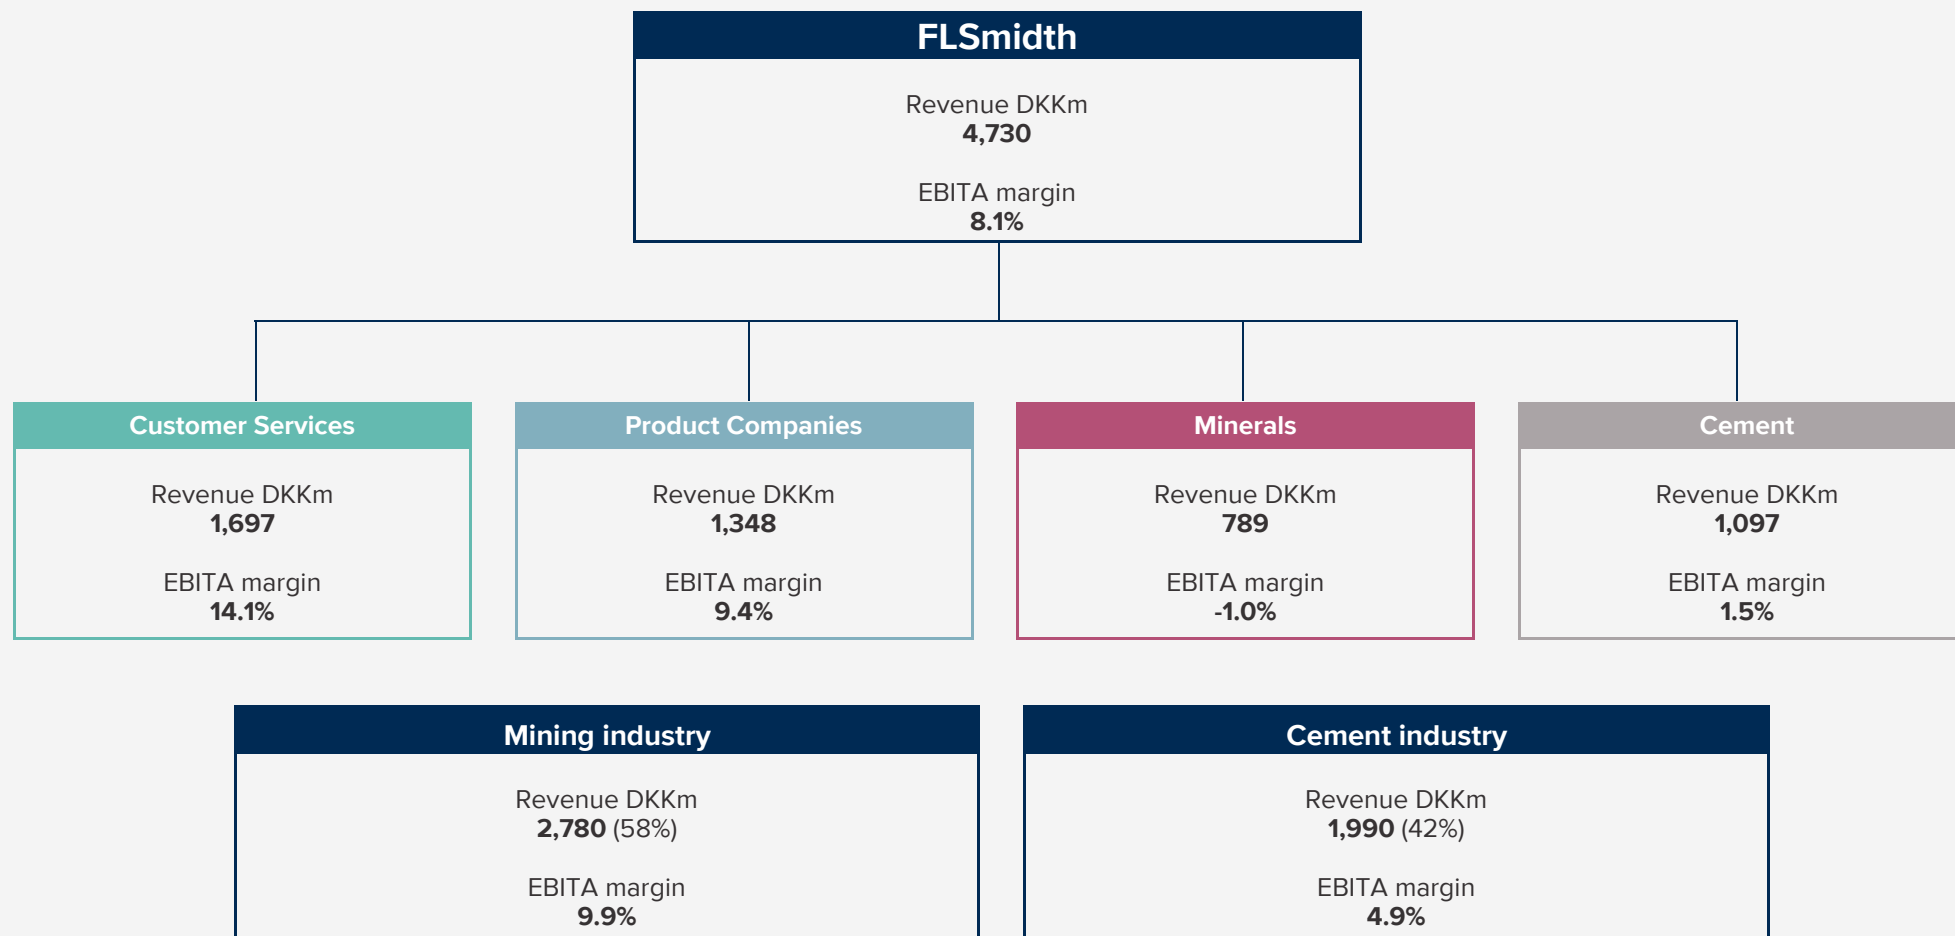 FLSmidth
Revenue DKKm
4,730
EBITA margin
8.1%
Customer Services
Revenue DKKm
1,697
EBITA margin
14.1%
Product Companies
Revenue DKKm
1,348
EBITA margin
9.4%
Minerals
Revenue DKKm
789
EBITA margin
-1.0%
Cement
Revenue DKKm
1,097
EBITA margin
1.5%
Mining industry
Revenue DKKm
2,780 (58%)
EBITA margin
9.9%
Cement industry
Revenue DKKm
1,990 (42%)
EBITA margin
4.9%